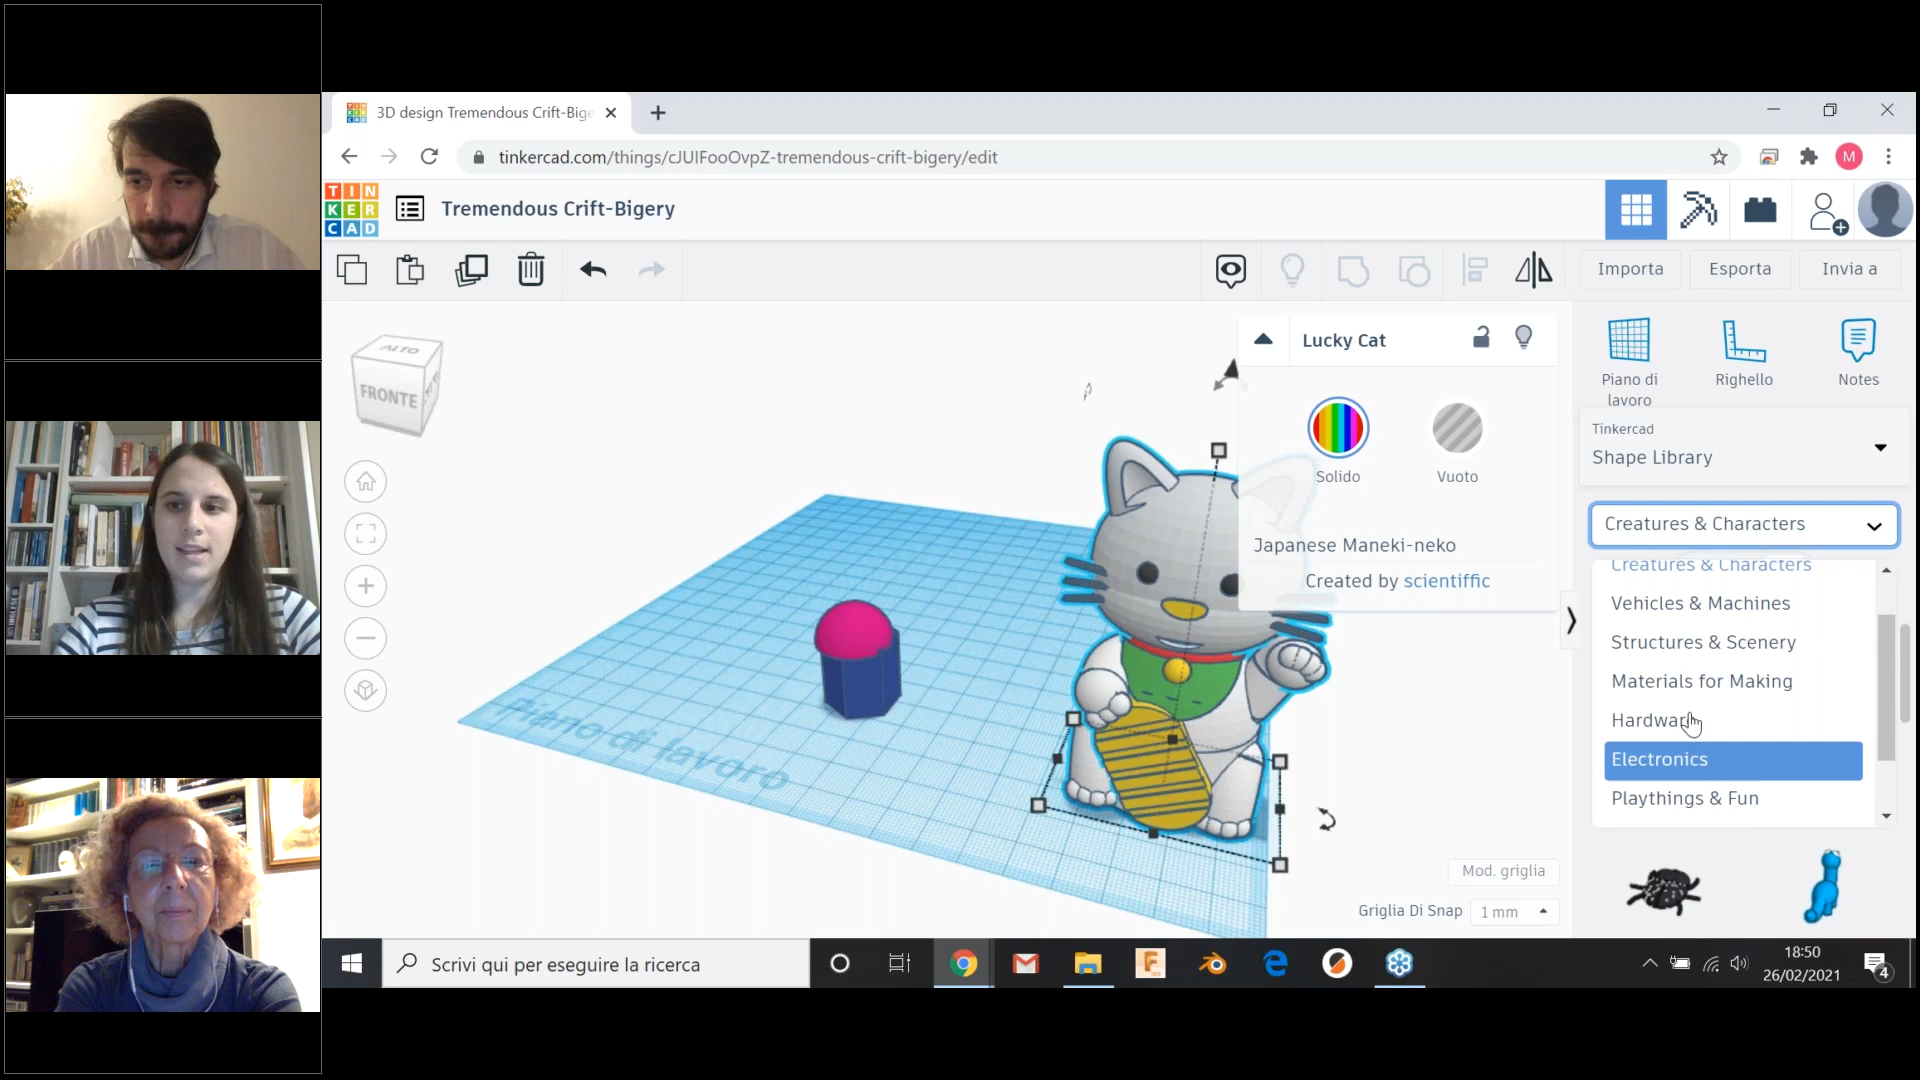 3D design Tremendous Crift-Bige
tinkercad.com/things/cJUIFooOvpZ-tremendous-crift-bigery/edit
M
TIN
KER
CAD
Tremendous Crift-Bigery
Importa
Esporta
Invia a
ALTO
FRONTE
Lucky Cat
Solido
Vuoto
Japanese Maneki-neko
Created by scientiffic
Piano di
lavoro
Righello
Notes
Tinkercad
Shape Library
Creatures & Characters
Creatures & Characters
Vehicles & Machines
Structures & Scenery
Materials for Making
Hardware
Electronics
Playthings & Fun
Piano di lavoro
Mod. griglia
Griglia Di Snap
1 mm
Scrivi qui per eseguire la ricerca
18:50
26/02/2021
4